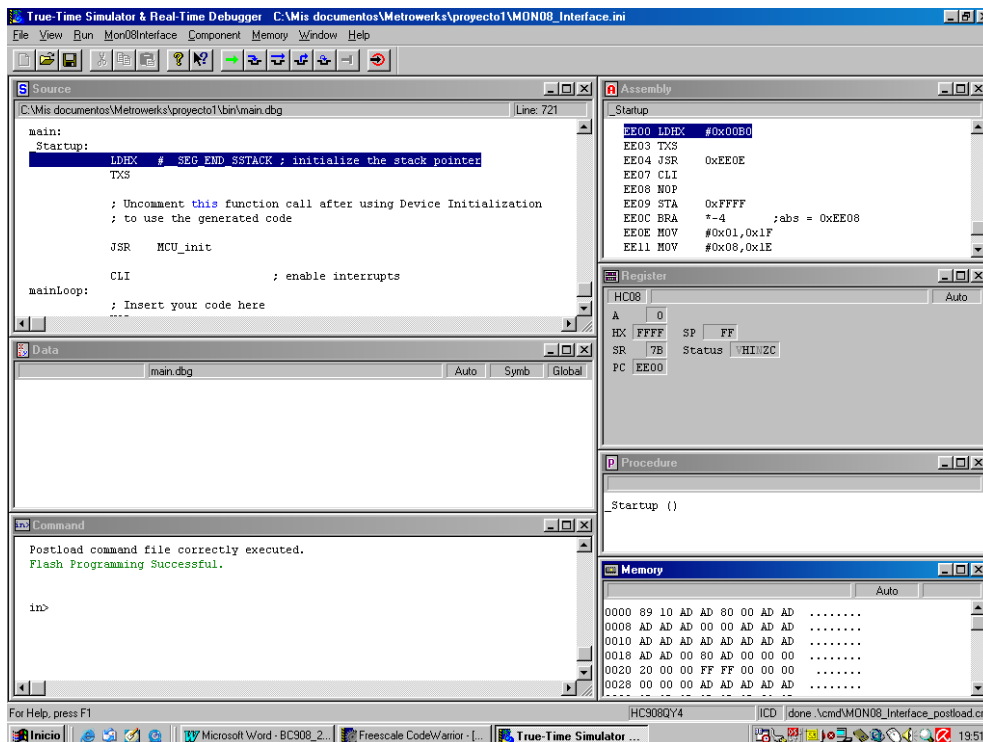 True-Time Simulator & Real-Time Debugger C:\Mis documentos\Metrowerks\proyecto1\MON08_Interface.ini
File View Run Mon08Interface Component Memory Window Help
Source
C:\Mis documentos\Metrowerks\proyecto1\bin\main.dbg Line: 721
main:
_Startup:
LDHX #__SEG_END_SSTACK ; initialize the stack pointer
TXS
; Uncomment this function call after using Device Initialization
; to use the generated code
JSR MCU_init
CLI ; enable interrupts
mainLoop:
; Insert your code here
Assembly
_Startup
EE00 LDHX #0x00B0
EE03 TXS
EE04 JSR 0xEE0E
EE07 CLI
EE08 NOP
EE09 STA 0xFFFF
EE0C BRA *-4 ;abs = 0xEE08
EE0E MOV #0x01,0x1F
EE11 MOV #0x08,0x1E
Register
HC08 Auto
A 0
HX FFFF SP FF
SR 7B Status VHINZC
PC EE00
Data
main.dbg Auto Symb Global
Procedure
_Startup ()
Command
Postload command file correctly executed.
Flash Programming Successful.
in>
Memory
Auto
0000 89 10 AD AD 80 00 AD AD ........
0008 AD AD AD 00 00 AD AD AD ........
0010 AD AD AD AD AD AD AD AD ........
0018 AD AD 00 80 AD 00 00 00 ........
0020 20 00 00 FF FF 00 00 00 .......
0028 00 00 00 AD AD AD AD AD ........
For Help, press F1 HC908QY4 ICD done .\cmd\MON08_Interface_postload.c
Inicio Microsoft Word - BC908_2... Freescale CodeWarrior - [... True-Time Simulator ... 19:51